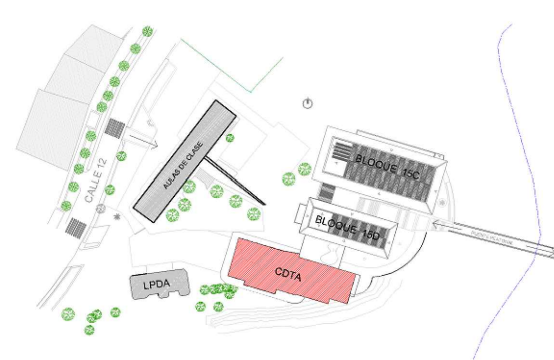 CALLE 12
AULAS DE CLASE
BLOQUE 15C
BLOQUE 15D
CDTA
LPDA